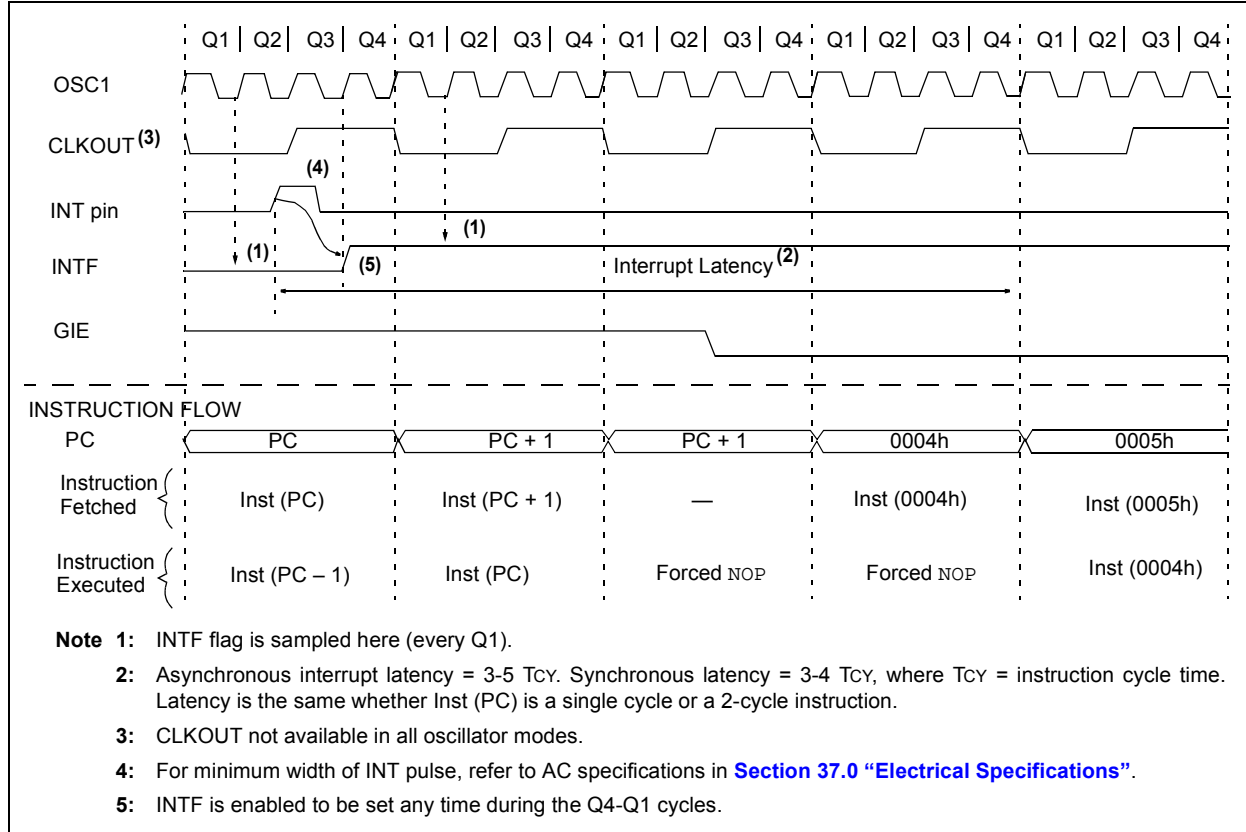 Q1 Q2 Q3 Q4 Q1 Q2 Q3 Q4 Q1 Q2 Q3 Q4 Q1 Q2 Q3 Q4 Q1 Q2 Q3 Q4
OSC1
CLKOUT (3)
(4)
INT pin
(1)
(1)
INTF
(5)
Interrupt Latency (2)
GIE
INSTRUCTION FLOW
PC PC PC + 1 PC + 1 0004h 0005h
Instruction
Fetched
Inst (PC) Inst (PC + 1) — Inst (0004h) Inst (0005h)
Instruction
Executed
Inst (PC – 1) Inst (PC) Forced NOP Forced NOP Inst (0004h)
Note 1: INTF flag is sampled here (every Q1).
2: Asynchronous interrupt latency = 3-5 TCY. Synchronous latency = 3-4 TCY, where TCY = instruction cycle time.
Latency is the same whether Inst (PC) is a single cycle or a 2-cycle instruction.
3: CLKOUT not available in all oscillator modes.
4: For minimum width of INT pulse, refer to AC specifications in Section 37.0 “Electrical Specifications”.
5: INTF is enabled to be set any time during the Q4-Q1 cycles.